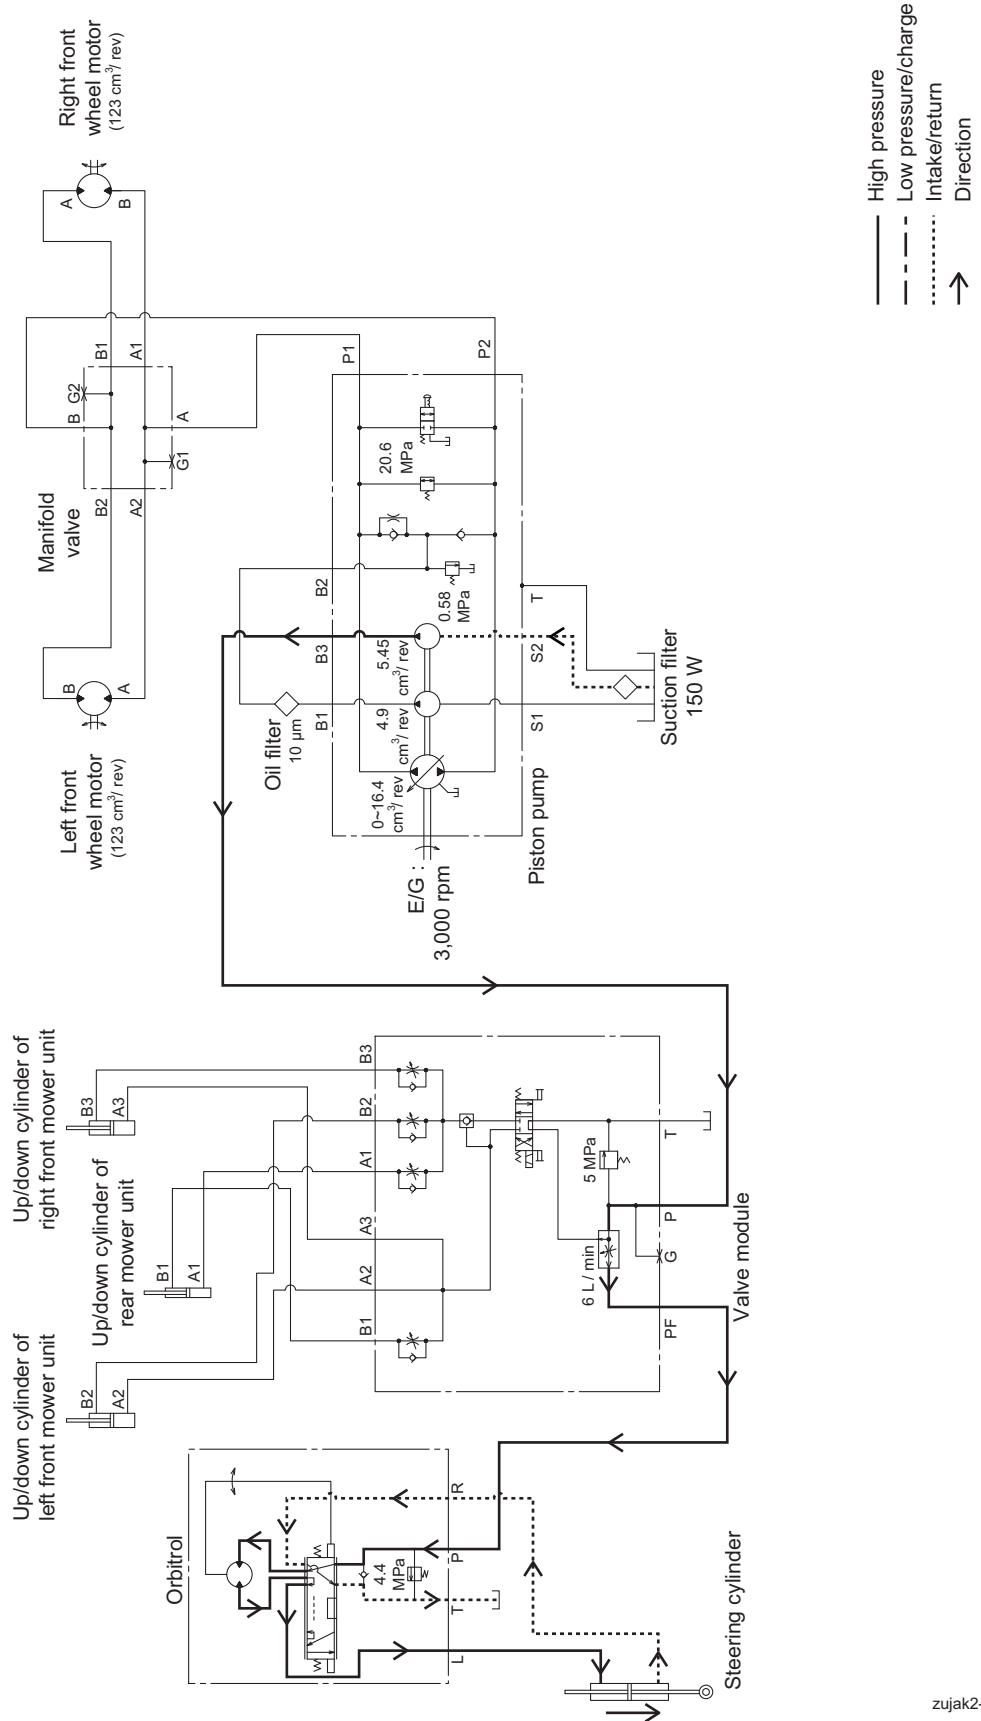 Right front
wheel motor
(123 cm³/ rev)
A
B
High pressure
Low pressure/charge
Intake/return
Direction
B1
A1
G2
B
A
G1
B2
A2
Manifold
valve
P1
P2
20.6
MPa
B2
0.58
MPa
T
B3
5.45
cm³/ rev
S2
B1
4.9
cm³/ rev
S1
Oil filter
10 µm
Suction filter
150 W
0~16.4
cm³/ rev
Piston pump
E/G :
3,000 rpm
Left front
wheel motor
(123 cm³/ rev)
B
A
Up/down cylinder of
right front mower unit
B3
A3
Up/down cylinder of
rear mower unit
B1
A1
Up/down cylinder of
left front mower unit
B2
A2
B3
B2
A1
A3
A2
B1
5 MPa
T
P
G
6 L / min
PF
Valve module
Orbitrol
R
P
4.4
MPa
T
L
Steering cylinder
zujak2-